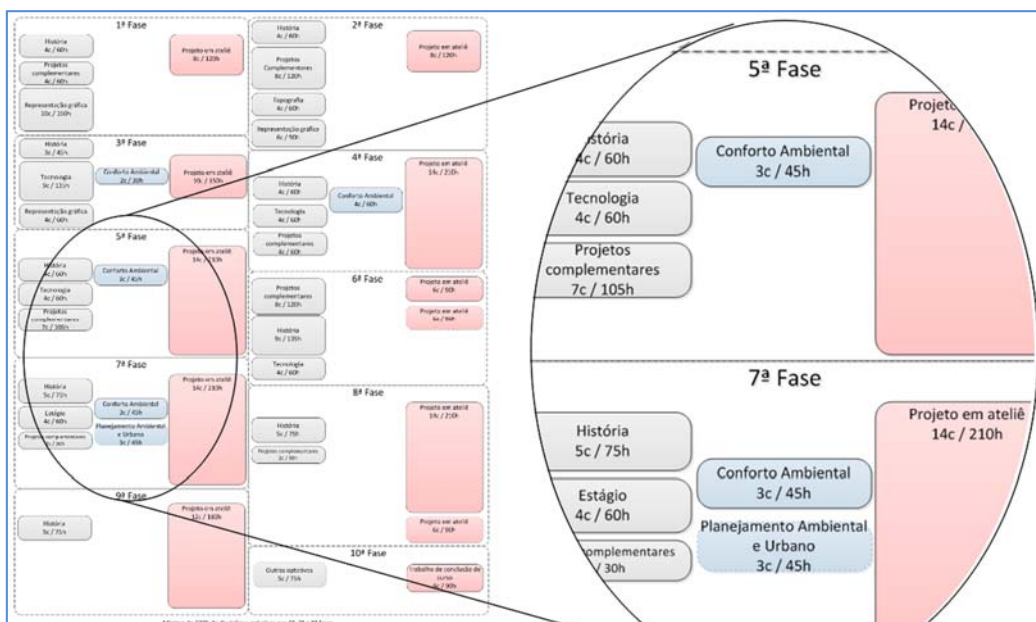 1ª Fase
História
4c / 60h
Projetos
complementares
4c / 60h
Representação gráfica
10c / 150h
Projeto em ateliê
8c / 120h
2ª Fase
História
4c / 60h
Projetos
Complementares
8c / 120h
Topografia
4c / 60h
Representação gráfica
Projeto em ateliê
8c / 120h
3ª Fase
História
3c / 45h
Tecnologia
Representação gráfica
4c / 60h
Conforto Ambiental
2c / 30h
Projeto em ateliê
10c / 150h
4ª Fase
História
4c / 60h
Tecnologia
4c / 60h
Projetos
complementares
4c / 60h
Conforto Ambiental
4c / 60h
Projeto em ateliê
14c / 210h
5ª Fase
História
4c / 60h
Tecnologia
4c / 60h
Projetos
complementares
Conforto Ambiental
3c / 45h
Projeto em ateliê
14c / 210h
6ª Fase
Projetos
complementares
8c / 120h
História
9c / 135h
Tecnologia
4c / 60h
Projeto em ateliê
6c / 90h
Projeto em ateliê
6c / 90h
7ª Fase
História
5c / 75h
Estágio
4c / 60h
Projetos complementares
Conforto Ambiental
Planejamento Ambiental
e Urbano
3c / 45h
Projeto em ateliê
14c / 210h
8ª Fase
História
5c / 75h
Projetos complementares
Projeto em ateliê
14c / 210h
Projeto em ateliê
6c / 90h
9ª Fase
História
5c / 75h
Projeto em ateliê
12c / 180h
10ª Fase
Outras optativas
5c / 75h
Trabalho de conclusão de
curso
5ª Fase
stória
4c / 60h
Tecnologia
4c / 60h
Projetos
complementares
7c / 105h
Conforto Ambiental
3c / 45h
Projeto
14c /
7ª Fase
História
5c / 75h
Estágio
4c / 60h
omplementares
/ 30h
Conforto Ambiental
3c / 45h
Planejamento Ambiental
e Urbano
3c / 45h
Projeto em ateliê
14c / 210h